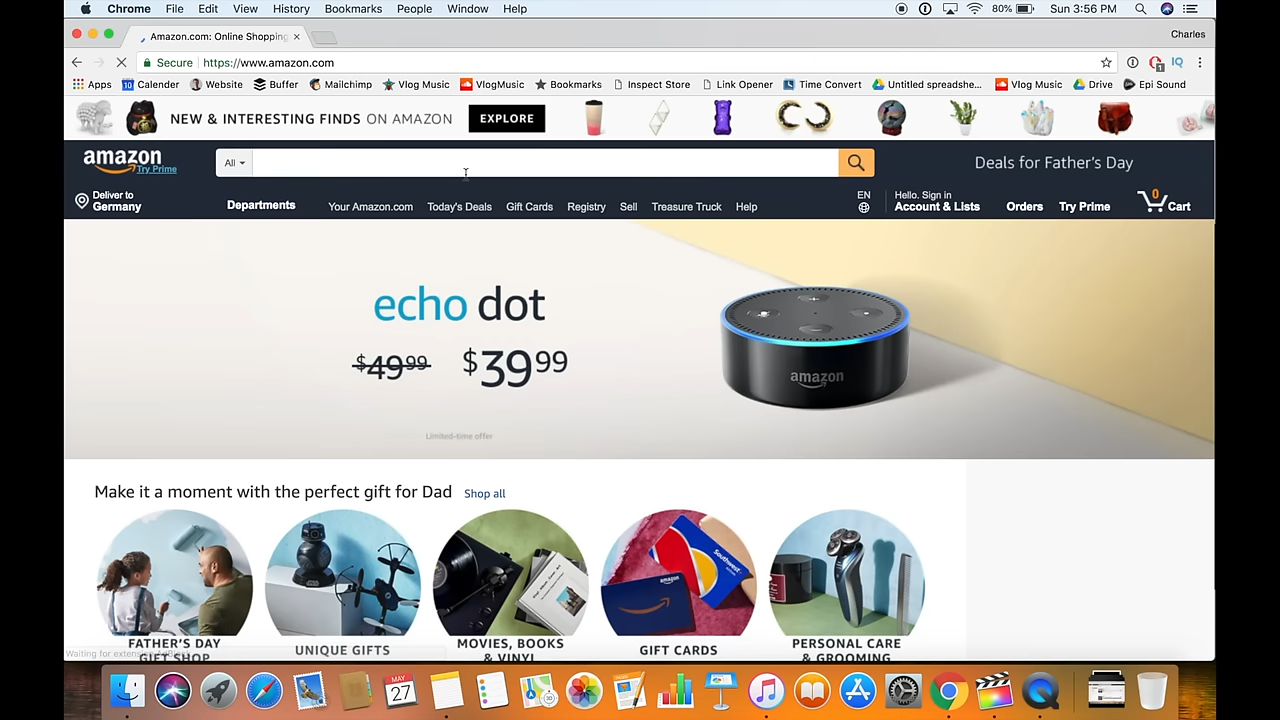 Chrome File Edit View History Bookmarks People Window Help 80% Sun 3:56 PM
Amazon.com: Online Shopping Charles
Secure https://www.amazon.com
Apps Calender Website Buffer Mailchimp Vlog Music VlogMusic Bookmarks Inspect Store Link Opener Time Convert Untitled spreadshe... Vlog Music Drive Epi Sound
NEW & INTERESTING FINDS ON AMAZON EXPLORE
amazon Try Prime All Deals for Father's Day
Deliver to Germany Departments Your Amazon.com Today's Deals Gift Cards Registry Sell Treasure Truck Help EN Hello. Sign in Account & Lists Orders Try Prime 0 Cart
echo dot
$49.99 $39.99
amazon
Limited-time offer
Make it a moment with the perfect gift for Dad Shop all
Southwest
amazon
FATHER'S DAY GIFT SHOP
UNIQUE GIFTS
MOVIES, BOOKS & VINYL
GIFT CARDS
PERSONAL CARE & GROOMING
Waiting for extension
MAY
27